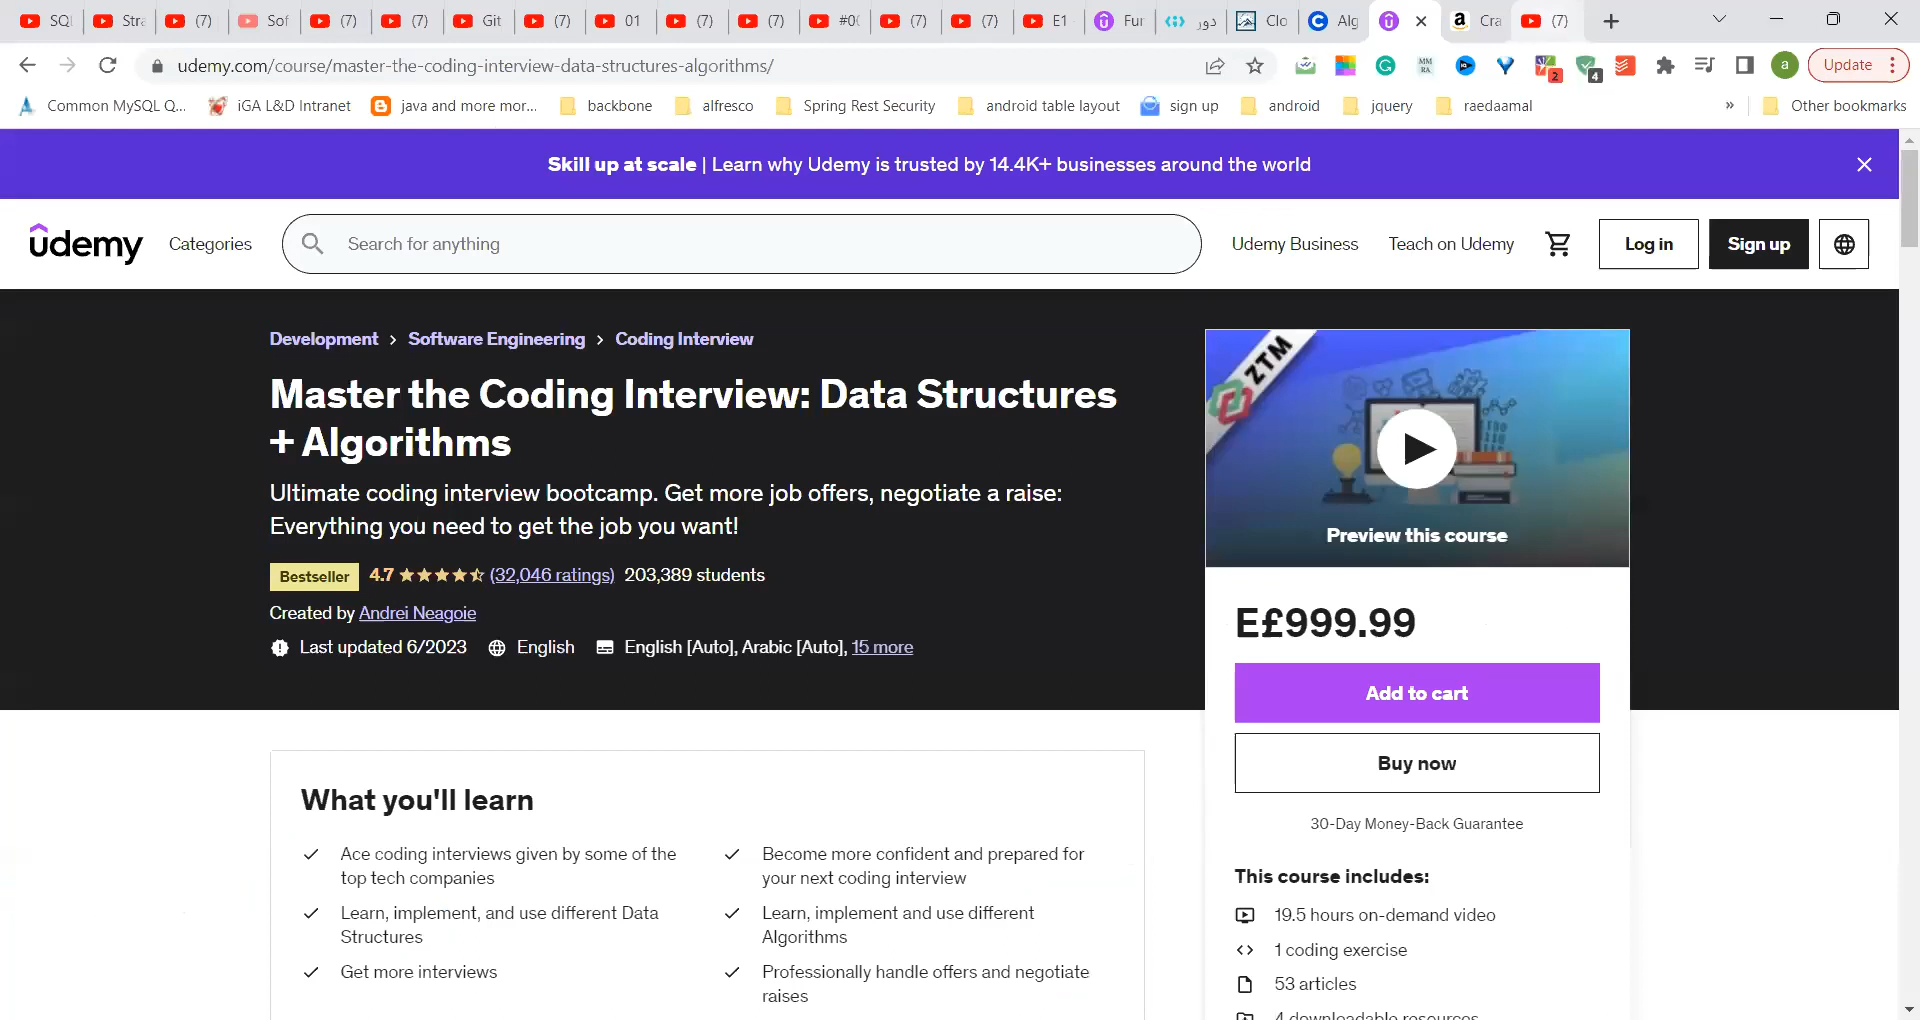 SQL
Stra
(7)
Sof
(7)
(7)
Git
(7)
01
(7)
(7)
#00
(7)
(7)
E1
Fur
دور
Clo
Alg
Cra
(7)
udemy.com/course/master-the-coding-interview-data-structures-algorithms/
MM
RA
2
4
a
Update
Common MySQL Q...
iGA L&D Intranet
java and more mor...
backbone
alfresco
Spring Rest Security
android table layout
sign up
android
jquery
raedaamal
»
Other bookmarks
Skill up at scale | Learn why Udemy is trusted by 14.4K+ businesses around the world
udemy
Categories
Search for anything
Udemy Business
Teach on Udemy
Log in
Sign up
Development > Software Engineering > Coding Interview
Master the Coding Interview: Data Structures
+ Algorithms
Ultimate coding interview bootcamp. Get more job offers, negotiate a raise:
Everything you need to get the job you want!
Bestseller 4.7 (32,046 ratings) 203,389 students
Created by Andrei Neagoie
Last updated 6/2023 English English [Auto], Arabic [Auto], 15 more
ZTM
Preview this course
E£999.99
Add to cart
Buy now
30-Day Money-Back Guarantee
This course includes:
19.5 hours on-demand video
1 coding exercise
53 articles
4 downloadable resources
What you'll learn
Ace coding interviews given by some of the
top tech companies
Learn, implement, and use different Data
Structures
Get more interviews
Become more confident and prepared for
your next coding interview
Learn, implement and use different
Algorithms
Professionally handle offers and negotiate
raises